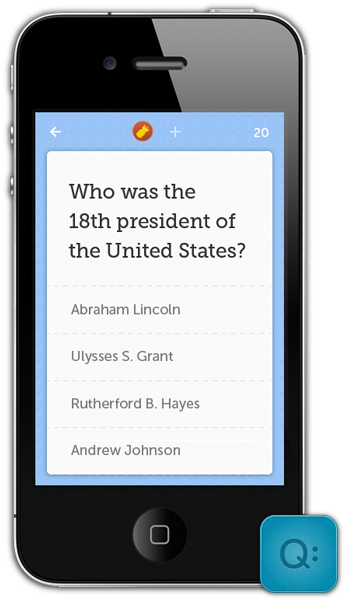 20
Who was the
18th president of
the United States?
Abraham Lincoln
Ulysses S. Grant
Rutherford B. Hayes
Andrew Johnson
Q: